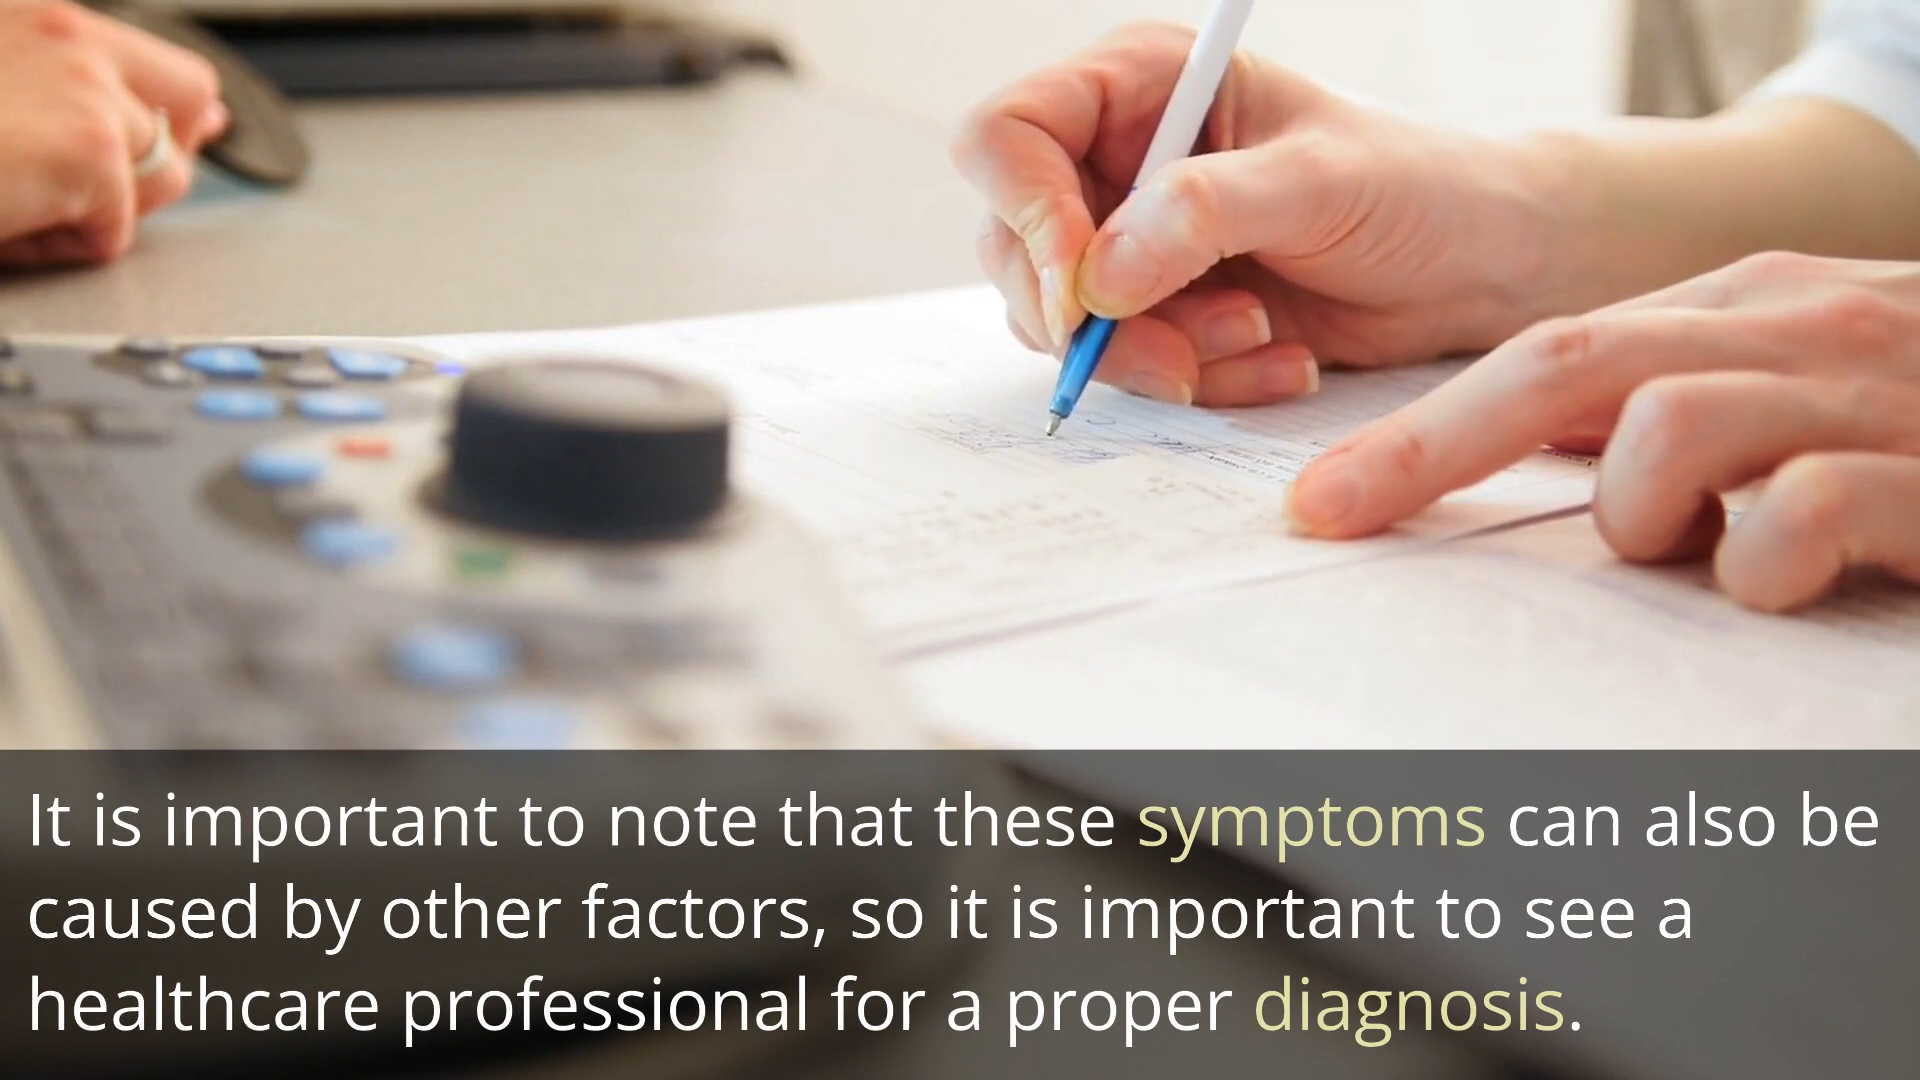 It is important to note that these symptoms can also be
caused by other factors, so it is important to see a
healthcare professional for a proper diagnosis.